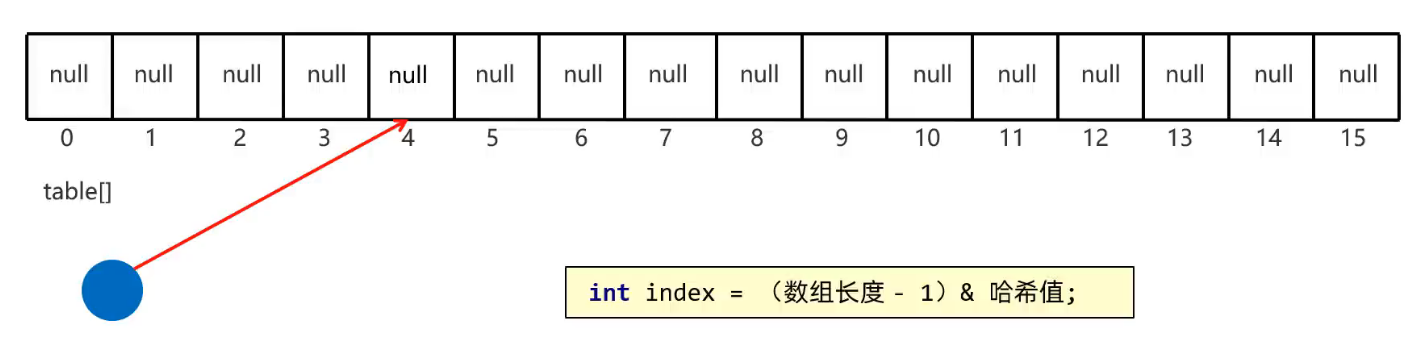 null null null null null null null null null null null null null null null null
0 1 2 3 4 5 6 7 8 9 10 11 12 13 14 15
table[]
int index = （数组长度 - 1）& 哈希值;